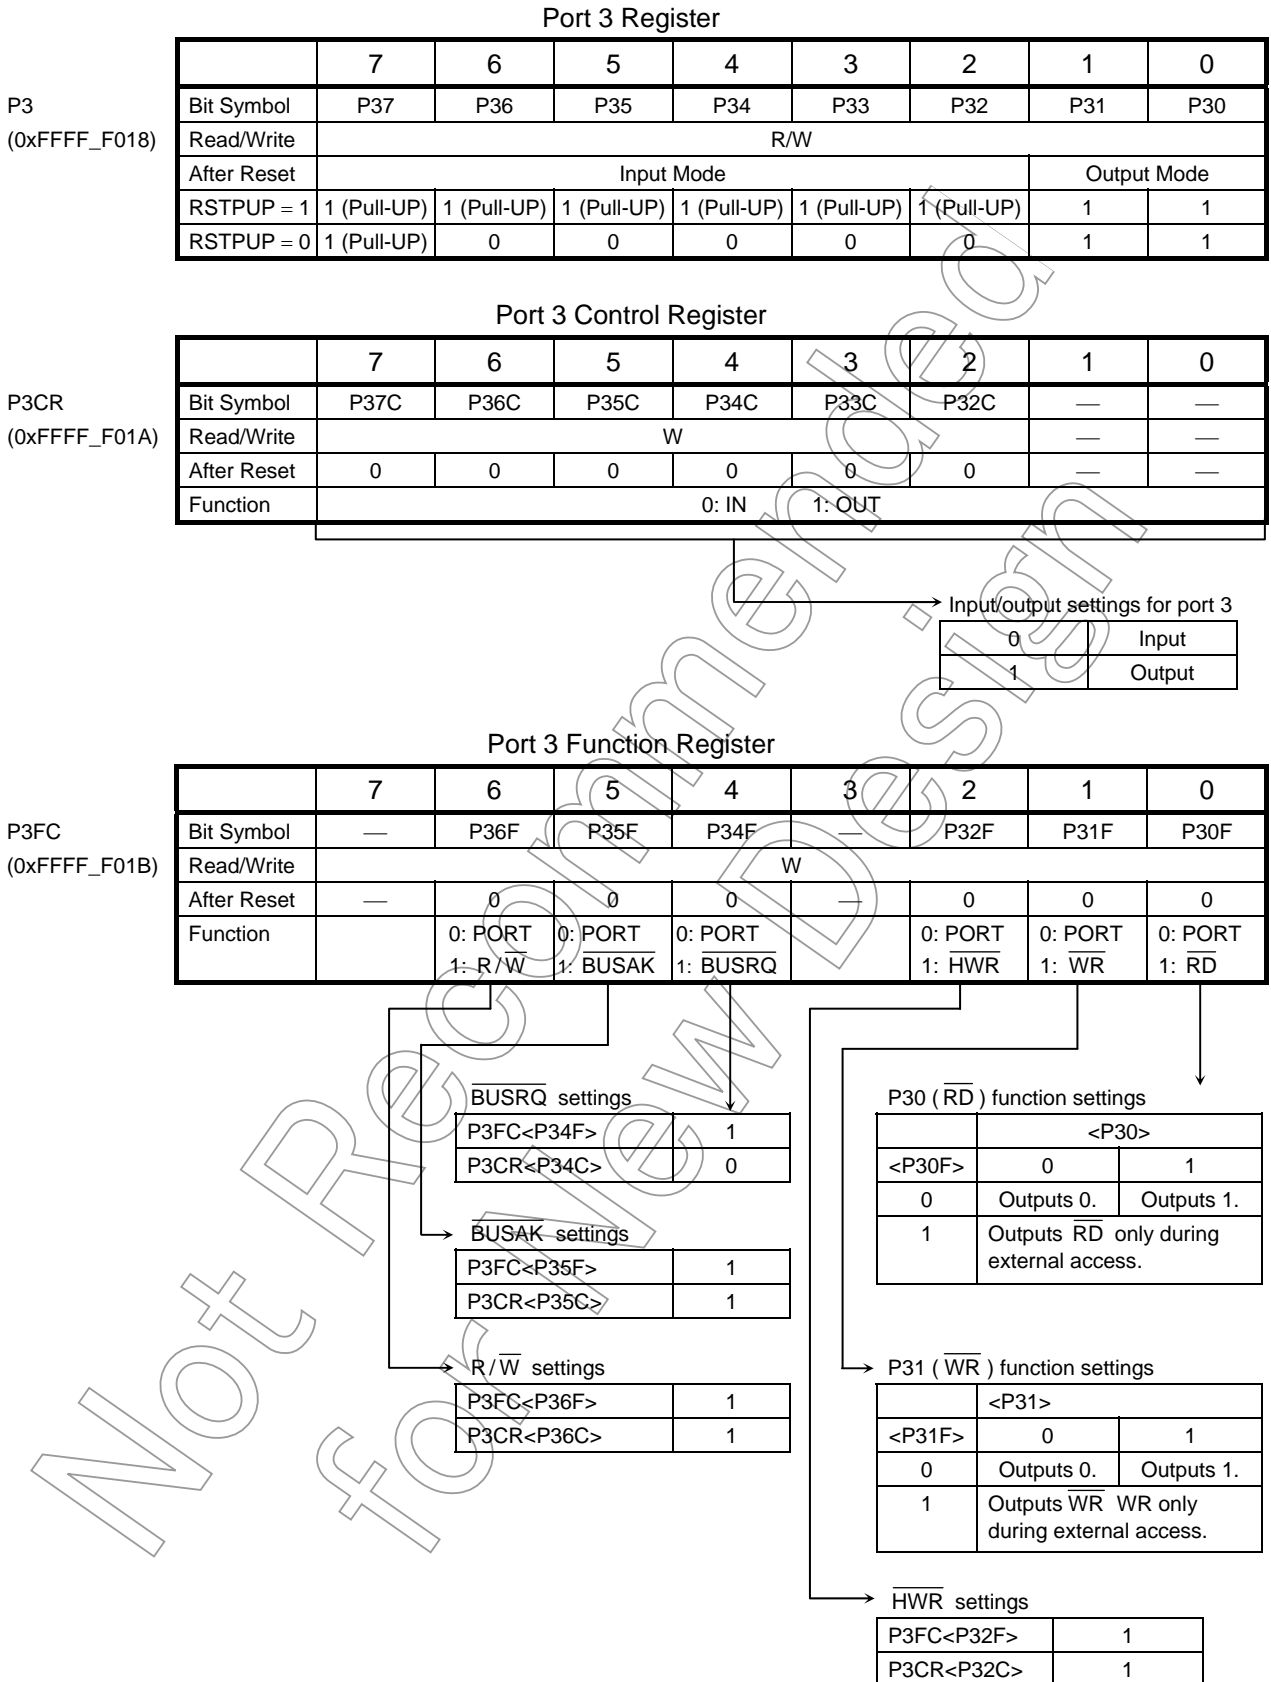 Port 3 Register
7 6 5 4 3 2 1 0
P3 Bit Symbol P37 P36 P35 P34 P33 P32 P31 P30
(0xFFFF_F018) Read/Write R/W
After Reset Input Mode Output Mode
RSTPUP = 1 1 (Pull-UP) 1 (Pull-UP) 1 (Pull-UP) 1 (Pull-UP) 1 (Pull-UP) 1 (Pull-UP) 1 1
RSTPUP = 0 1 (Pull-UP) 0 0 0 0 0 1 1
Port 3 Control Register
7 6 5 4 3 2 1 0
P3CR Bit Symbol P37C P36C P35C P34C P33C P32C — —
(0xFFFF_F01A) Read/Write W — —
After Reset 0 0 0 0 0 0 — —
Function 0: IN 1: OUT
Input/output settings for port 3
0 Input
1 Output
Port 3 Function Register
7 6 5 4 3 2 1 0
P3FC Bit Symbol — P36F P35F P34F — P32F P31F P30F
(0xFFFF_F01B) Read/Write W
After Reset — 0 0 0 — 0 0 0
Function 0: PORT 0: PORT 0: PORT 0: PORT 0: PORT 0: PORT
1: R/W̅ 1: B̅U̅S̅A̅K̅ 1: B̅U̅S̅R̅Q̅ 1: H̅W̅R̅ 1: W̅R̅ 1: R̅D̅
B̅U̅S̅R̅Q̅ settings
P3FC<P34F> 1
P3CR<P34C> 0
B̅U̅S̅A̅K̅ settings
P3FC<P35F> 1
P3CR<P35C> 1
R/W̅ settings
P3FC<P36F> 1
P3CR<P36C> 1
P30 (R̅D̅) function settings
<P30>
<P30F> 0 1
0 Outputs 0. Outputs 1.
1 Outputs R̅D̅ only during
external access.
P31 (W̅R̅) function settings
<P31>
<P31F> 0 1
0 Outputs 0. Outputs 1.
1 Outputs W̅R̅ WR only
during external access.
H̅W̅R̅ settings
P3FC<P32F> 1
P3CR<P32C> 1
Not Recommended
for New Design